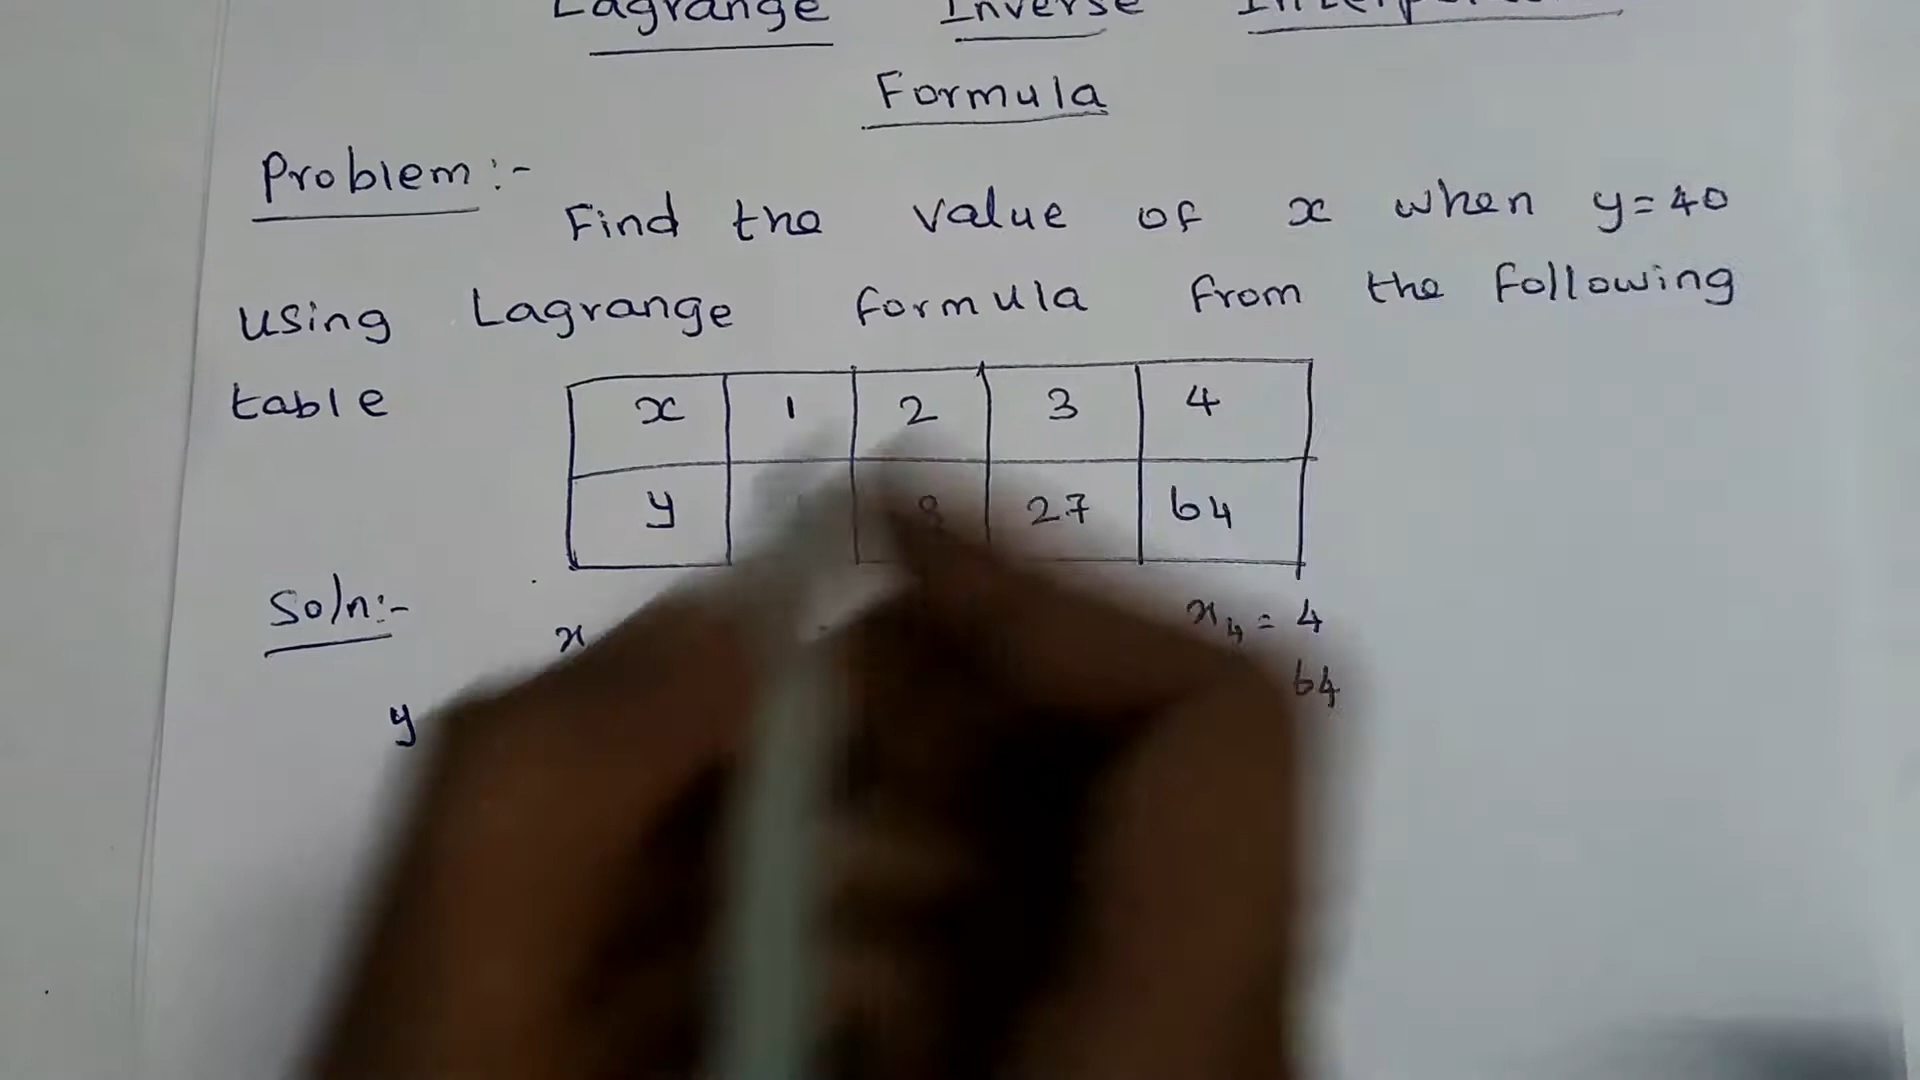 Lagrange Inverse
Formula
Problem:-
Find the value of x when y=40
using Lagrange formula from the following
table
x 1 2 3 4
y 8 27 64
Soln:-
x x4 = 4
y 64